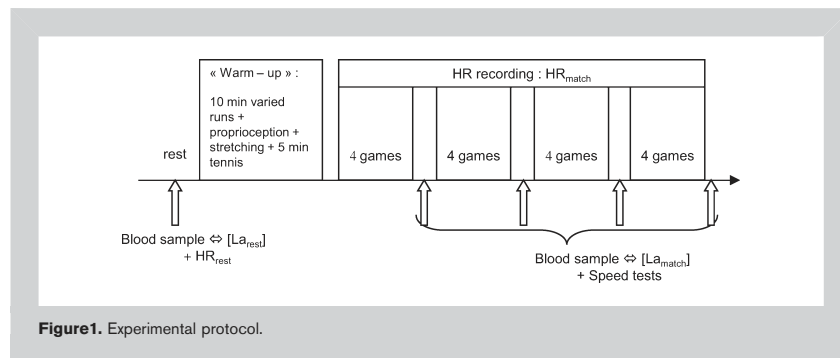 « Warm – up » :
10 min varied
runs +
proprioception +
stretching + 5 min
tennis
HR recording : HRmatch
rest
4 games
4 games
4 games
4 games
Blood sample ⇔ [Larest]
+ HRrest
Blood sample ⇔ [Lamatch]
+ Speed tests
Figure1. Experimental protocol.